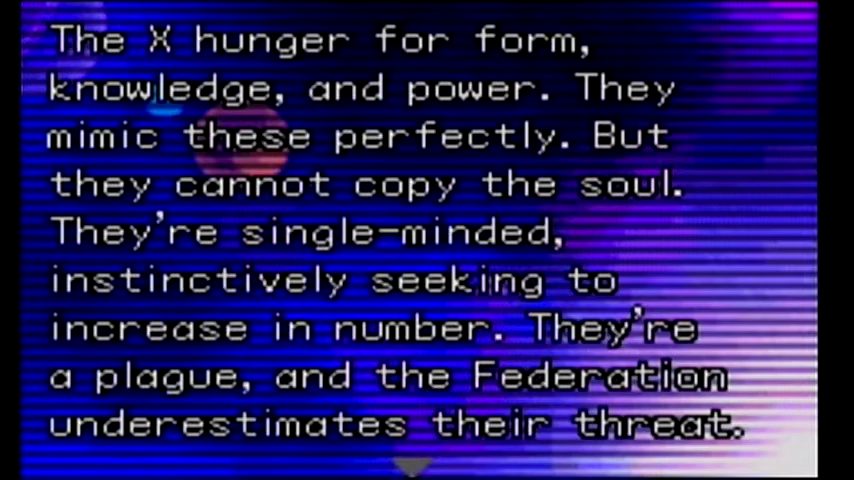 The X hunger for form,
knowledge, and power. They
mimic these perfectly. But
they cannot copy the soul.
They're single-minded,
instinctively seeking to
increase in number. They're
a plague, and the Federation
underestimates their threat.